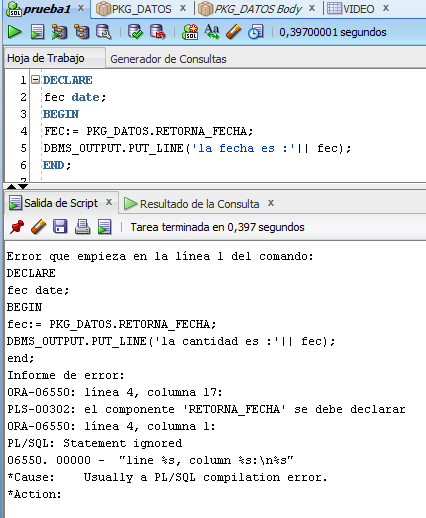 prueba1 PKG_DATOS PKG_DATOS Body VIDEO
SQL Aa 0,39700001 segundos
Hoja de Trabajo Generador de Consultas
1 DECLARE
2 fec date;
3 BEGIN
4 FEC:= PKG_DATOS.RETORNA_FECHA;
5 DBMS_OUTPUT.PUT_LINE('la fecha es :'|| fec);
6 END;
Salida de Script Resultado de la Consulta
Tarea terminada en 0,397 segundos
Error que empieza en la línea 1 del comando:
DECLARE
fec date;
BEGIN
fec:= PKG_DATOS.RETORNA_FECHA;
DBMS_OUTPUT.PUT_LINE('la cantidad es :'|| fec);
end;
Informe de error:
ORA-06550: línea 4, columna 17:
PLS-00302: el componente 'RETORNA_FECHA' se debe declarar
ORA-06550: línea 4, columna 1:
PL/SQL: Statement ignored
06550. 00000 - "line %s, column %s:\n%s"
*Cause: Usually a PL/SQL compilation error.
*Action: